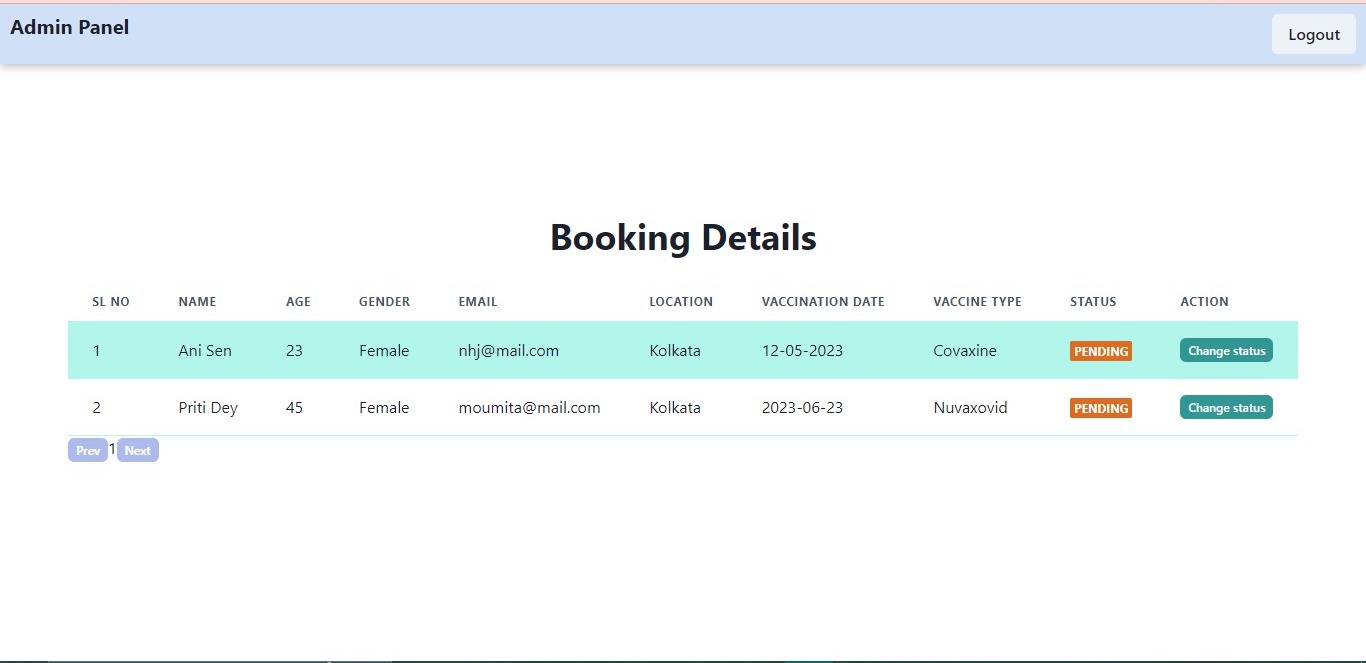 Admin Panel
Logout
Booking Details
SL NO NAME AGE GENDER EMAIL LOCATION VACCINATION DATE VACCINE TYPE STATUS ACTION
1 Ani Sen 23 Female nhj@mail.com Kolkata 12-05-2023 Covaxine PENDING Change status
2 Priti Dey 45 Female moumita@mail.com Kolkata 2023-06-23 Nuvaxovid PENDING Change status
Prev 1 Next